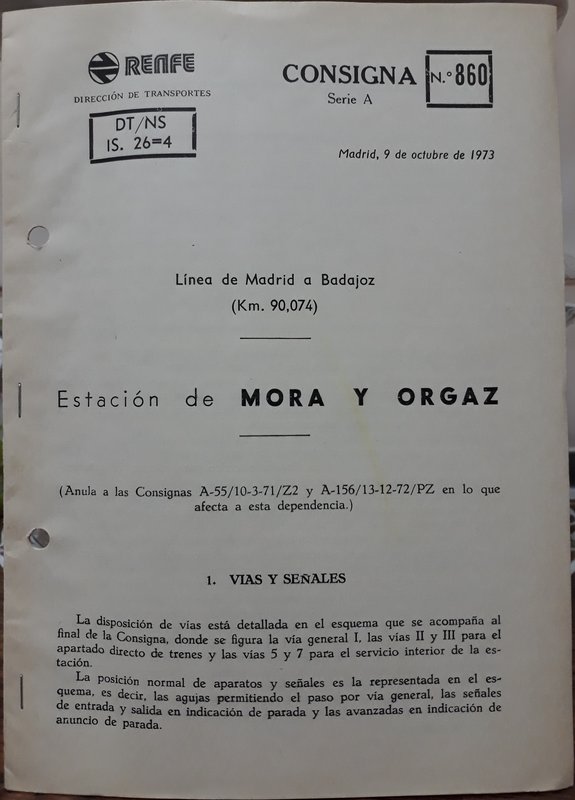 RENFE
DIRECCIÓN DE TRANSPORTES
DT/NS
IS. 26=4
CONSIGNA
Serie A
N.º 860
Madrid, 9 de octubre de 1973
Línea de Madrid a Badajoz
(Km. 90,074)
Estación de MORA Y ORGAZ
(Anula a las Consignas A-55/10-3-71/Z2 y A-156/13-12-72/PZ en lo que
afecta a esta dependencia.)
1. VIAS Y SEÑALES
La disposición de vías está detallada en el esquema que se acompaña al
final de la Consigna, donde se figura la vía general I, las vías II y III para el
apartado directo de trenes y las vías 5 y 7 para el servicio interior de la es-
tación.
La posición normal de aparatos y señales es la representada en el es-
quema, es decir, las agujas permitiendo el paso por vía general, las señales
de entrada y salida en indicación de parada y las avanzadas en indicación de
anuncio de parada.